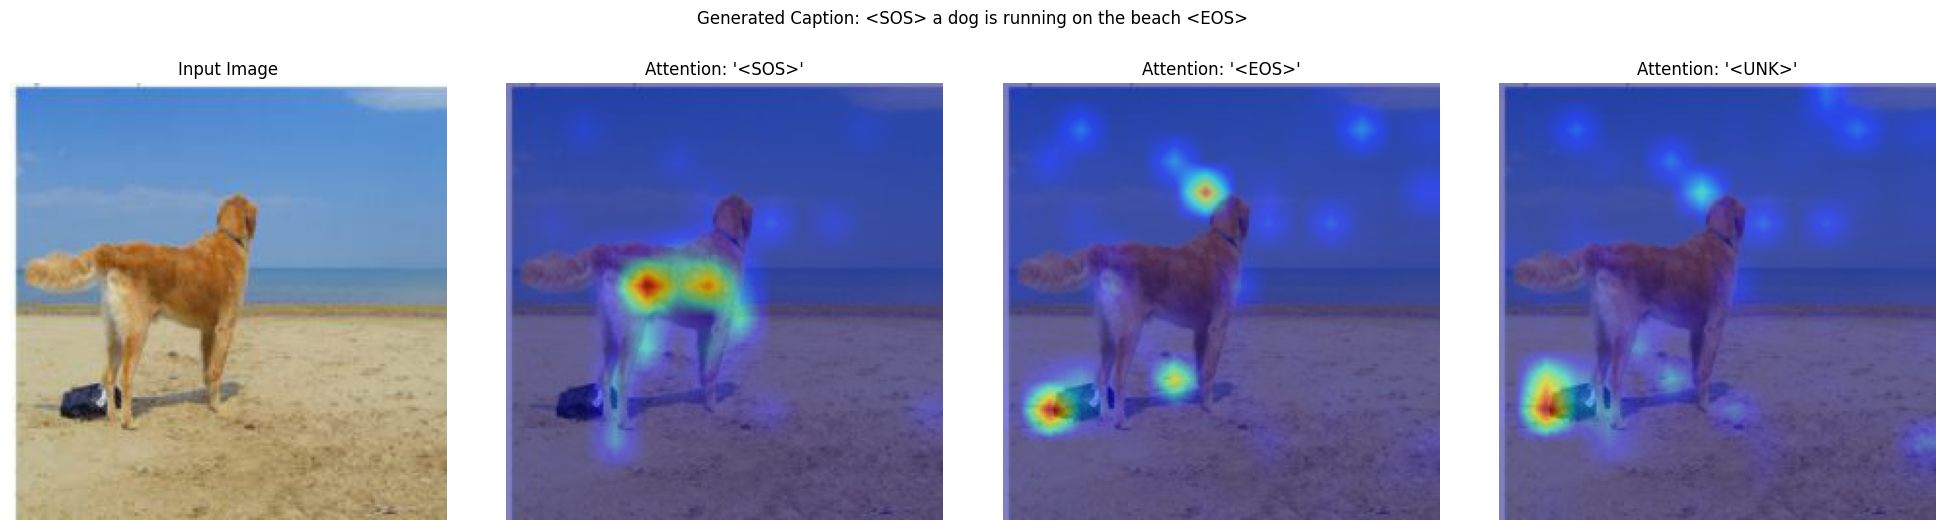 Generated Caption: <SOS> a dog is running on the beach <EOS>
Input Image
Attention: '<SOS>'
Attention: '<EOS>'
Attention: '<UNK>'